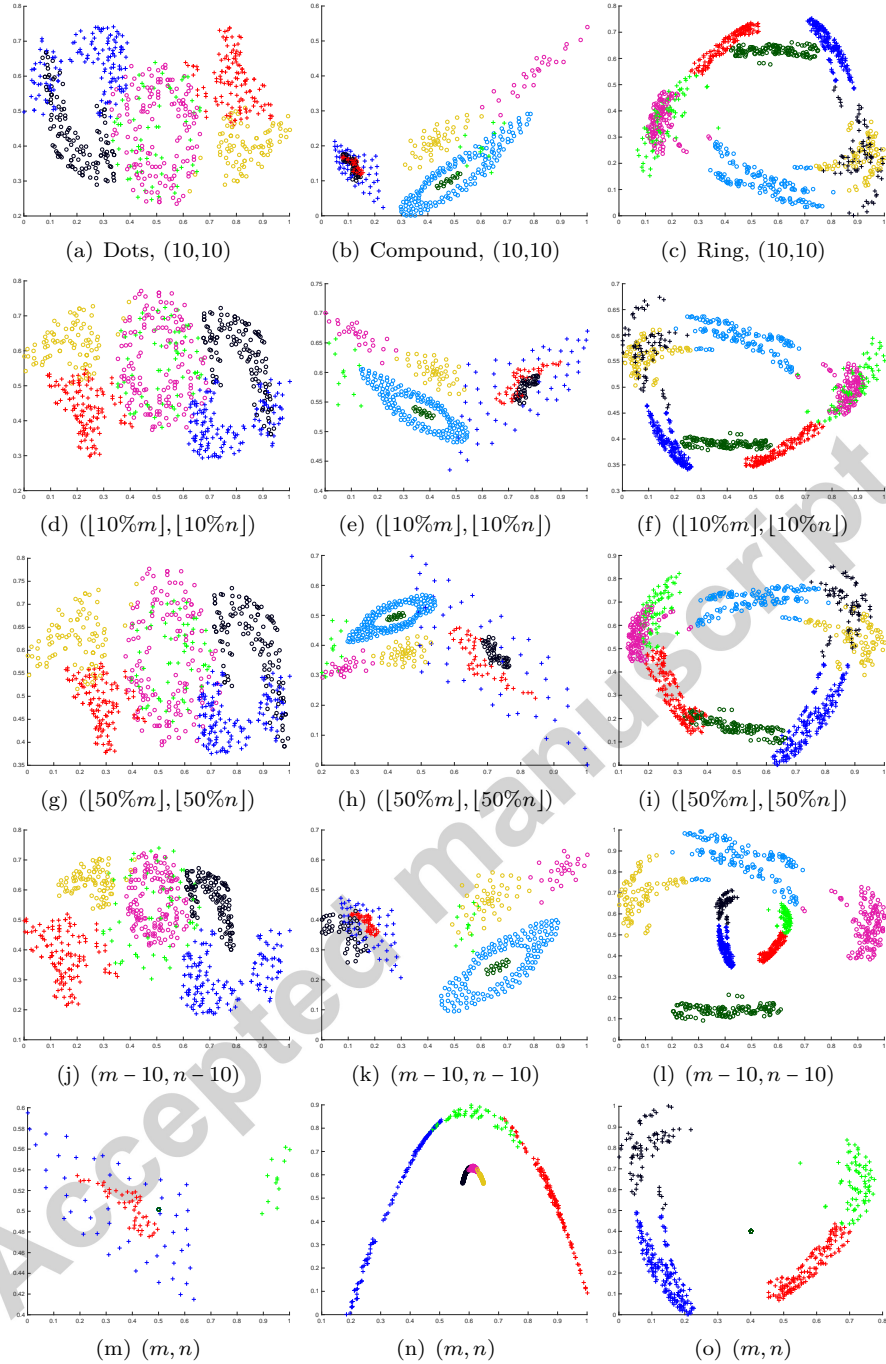 (a) Dots, (10,10)
(b) Compound, (10,10)
(c) Ring, (10,10)
(d) (⌊10%m⌋,⌊10%n⌋)
(e) (⌊10%m⌋,⌊10%n⌋)
(f) (⌊10%m⌋,⌊10%n⌋)
(g) (⌊50%m⌋,⌊50%n⌋)
(h) (⌊50%m⌋,⌊50%n⌋)
(i) (⌊50%m⌋,⌊50%n⌋)
(j) (m − 10, n − 10)
(k) (m − 10, n − 10)
(l) (m − 10, n − 10)
(m) (m, n)
(n) (m, n)
(o) (m, n)
Accepted manuscript